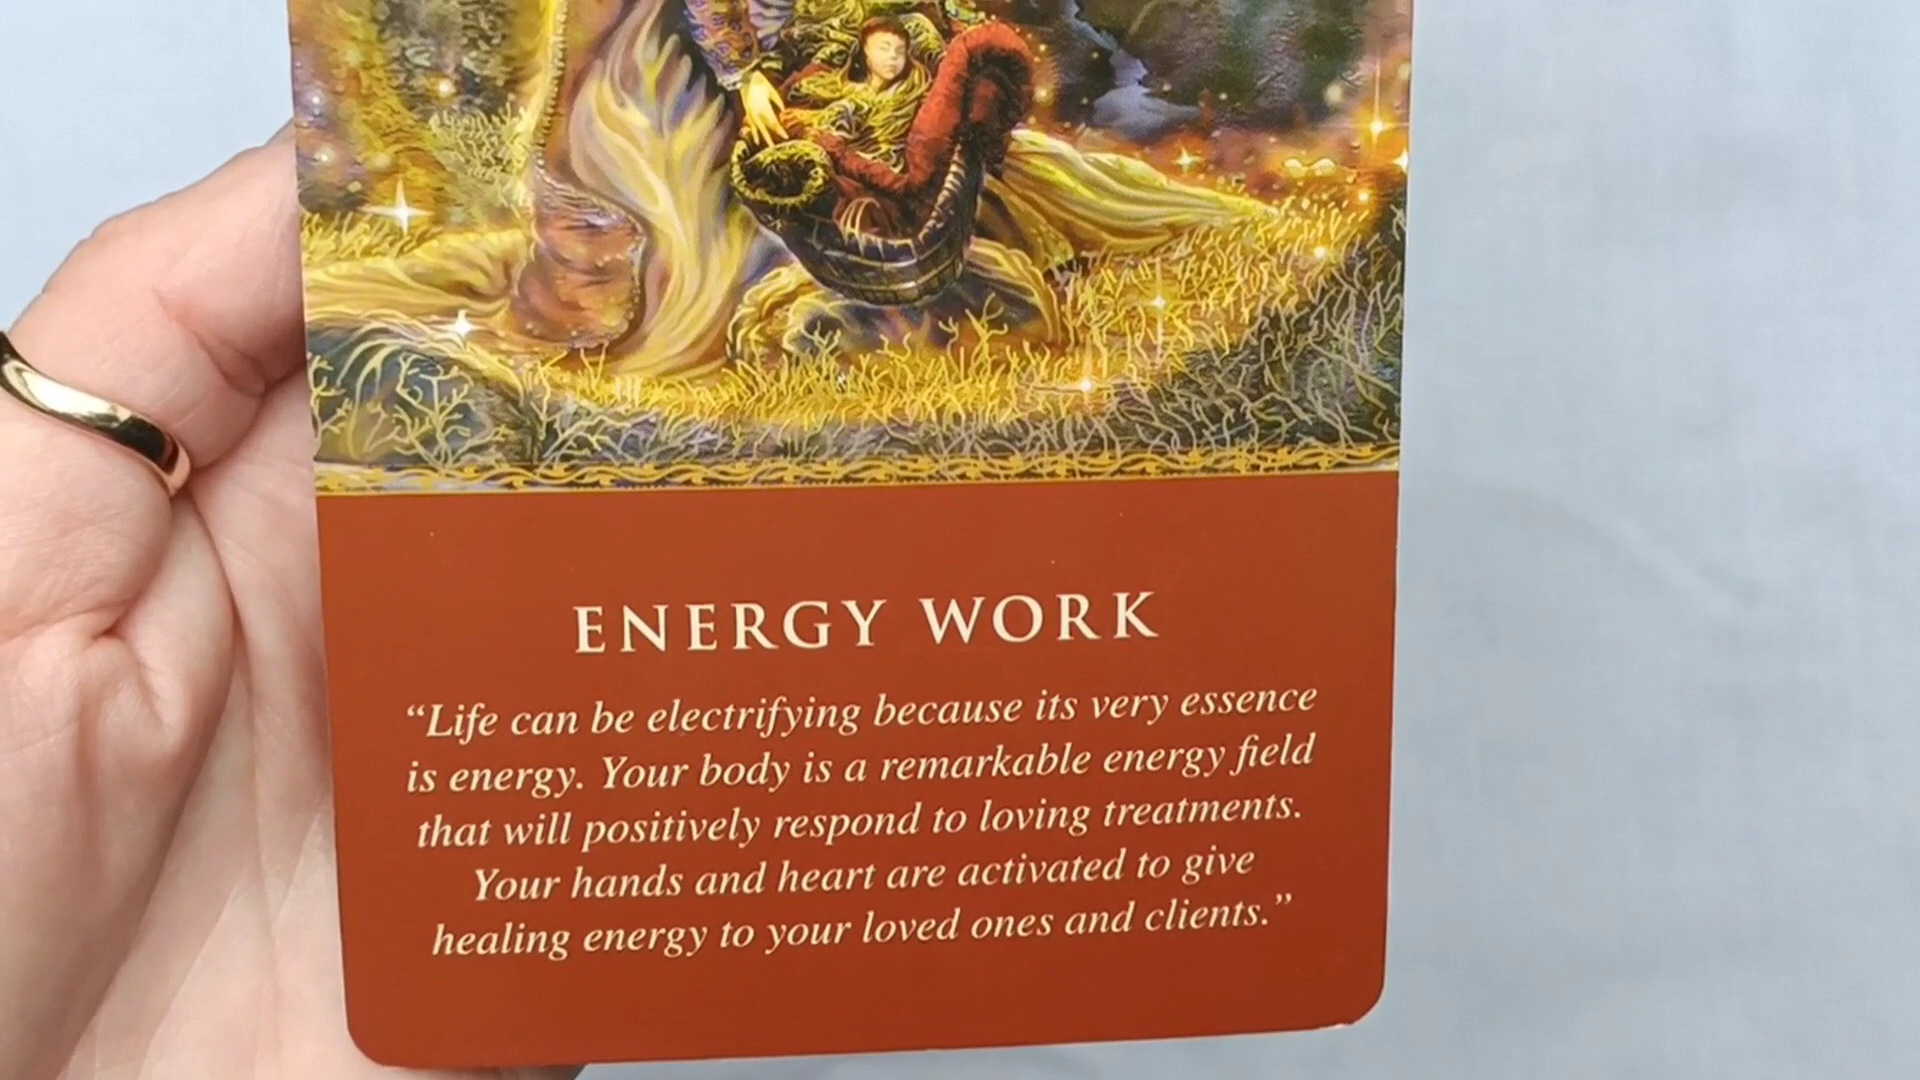 ENERGY WORK
“Life can be electrifying because its very essence
is energy. Your body is a remarkable energy field
that will positively respond to loving treatments.
Your hands and heart are activated to give
healing energy to your loved ones and clients.”